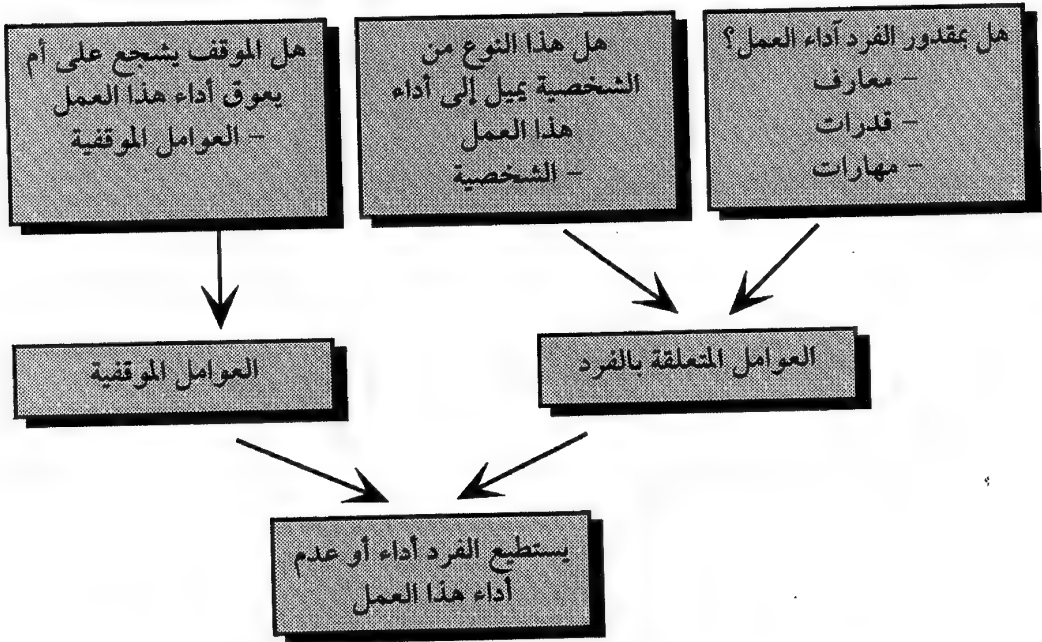 هل بمقدور الفرد آداء العمل؟
– معارف
– قدرات
– مهارات
هل هذا النوع من
الشخصية يميل إلى أداء
هذا العمل
– الشخصية
هل الموقف يشجع على أم
يعوق أداء هذا العمل
– العوامل الموقفية
العوامل المتعلقة بالفرد
العوامل الموقفية
يستطيع الفرد أداء أو عدم
أداء هذا العمل